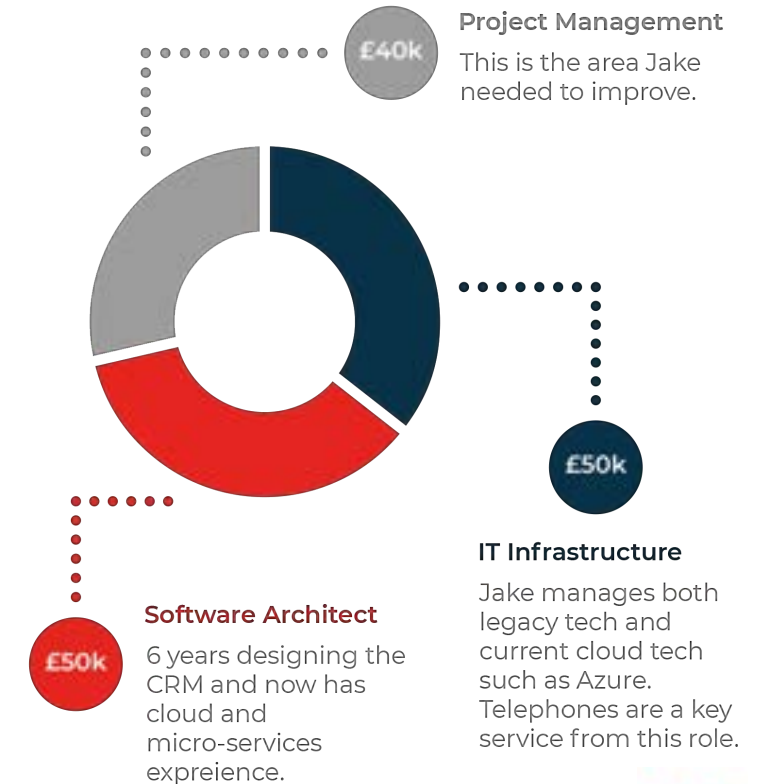 £40k
Project Management
This is the area Jake
needed to improve.
£50k
IT Infrastructure
Jake manages both
legacy tech and
current cloud tech
such as Azure.
Telephones are a key
service from this role.
£50k
Software Architect
6 years designing the
CRM and now has
cloud and
micro-services
expreience.